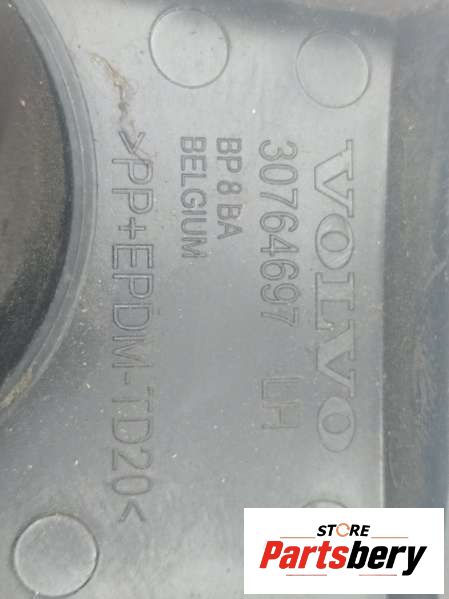 VOLVO
30764697 LH
BP 8 BA
BELGIUM
>PP+EPDM-TD20<
STORE
Partsbery